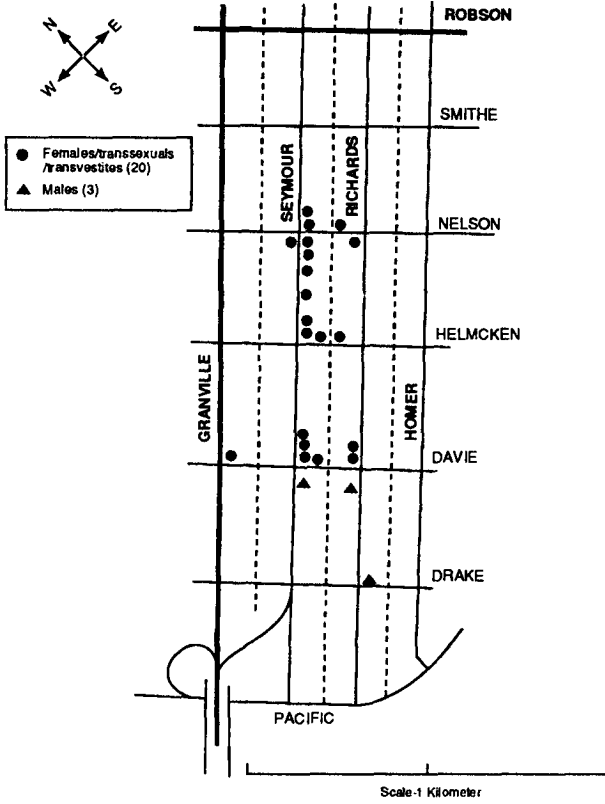 ROBSON
N
E
W
S
SMITHE
Females/transsexuals
/transvestites (20)
Males (3)
SEYMOUR
RICHARDS
NELSON
HELMCKEN
GRANVILLE
HOMER
DAVIE
DRAKE
PACIFIC
Scale-1 Kilometer